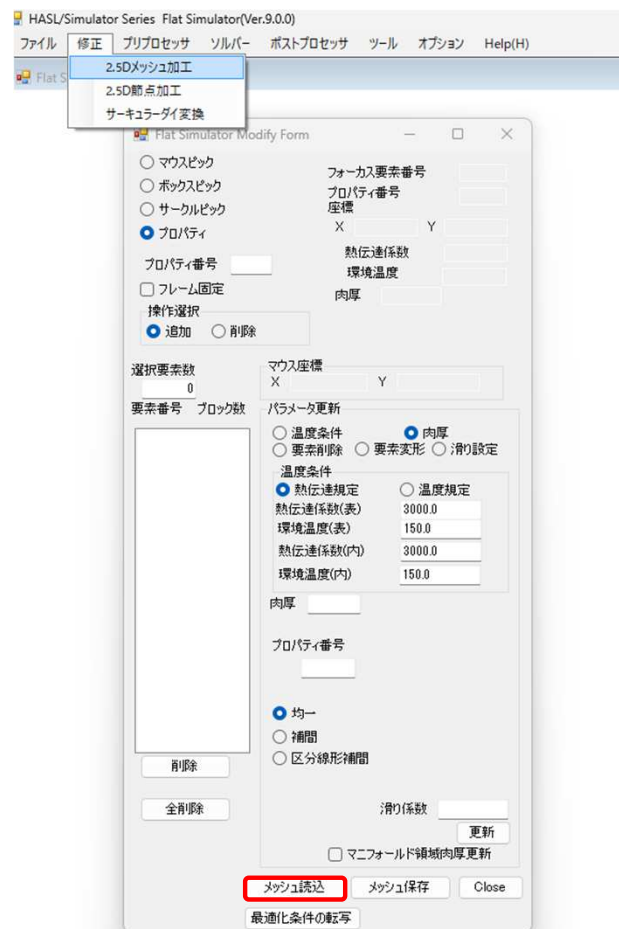 HASL/Simulator Series Flat Simulator(Ver.9.0.0)
ファイル 修正 プリプロセッサ ソルバー ポストプロセッサ ツール オプション Help(H)
2.5Dメッシュ加工
Flat S
2.5D節点加工
サーキュラーダイ変換
Flat Simulator Modify Form
マウスピック
ボックスピック
サークルピック
プロパティ
プロパティ番号
フレーム固定
操作選択
追加 削除
フォーカス要素番号
プロパティ番号
座標
X Y
熱伝達係数
環境温度
肉厚
選択要素数
0
要素番号 ブロック数
マウス座標
X Y
パラメータ更新
温度条件 肉厚
要素削除 要素変形 滑り設定
温度条件
熱伝達規定 温度規定
熱伝達係数(表) 3000.0
環境温度(表) 150.0
熱伝達係数(内) 3000.0
環境温度(内) 150.0
肉厚
プロパティ番号
均一
補間
区分線形補間
削除
全削除
滑り係数
更新
マニフォールド領域肉厚更新
メッシュ読込 メッシュ保存 Close
最適化条件の転写